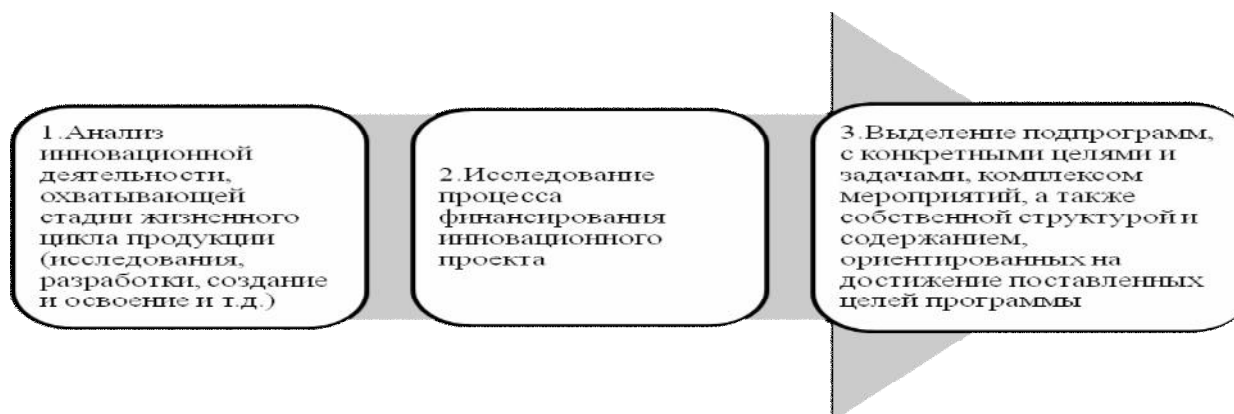 1.Анализ
инновационной
деятельности,
охватывающей
стадии жизненного
цикла продукции
(исследования,
разработки, создание
и освоение и т.д.)
2.Исследование
процесса
финансирования
инновационного
проекта
3.Выделение подпрограмм,
с конкретными целями и
задачами, комплексом
мероприятий, а также
собственной структурой и
содержанием,
ориентированных на
достижение поставленных
целей программы